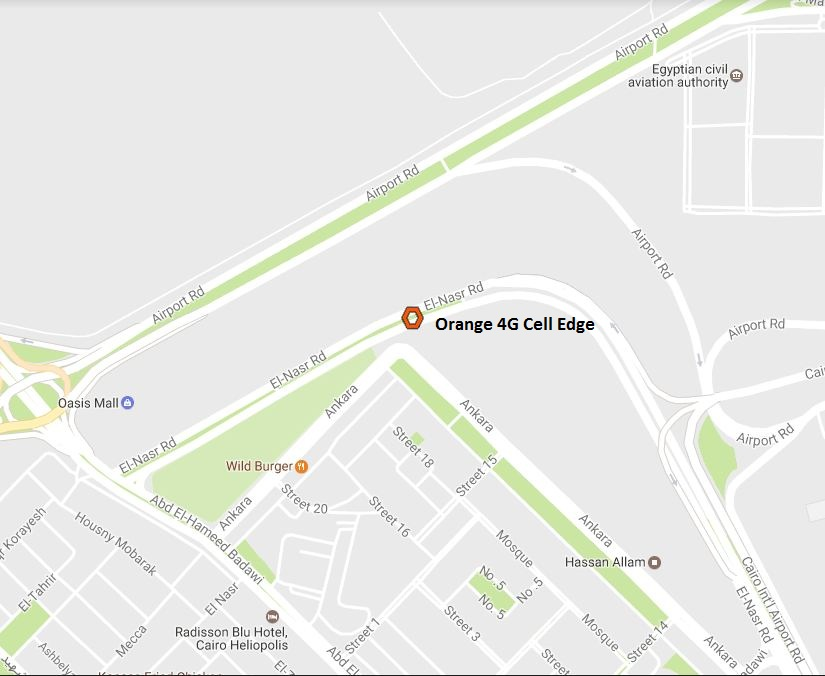 Airport Rd
Egyptian civil
aviation authority
Airport Rd
Airport Rd
El-Nasr Rd
Airport Rd
Orange 4G Cell Edge
Airport Rd
El-Nasr Rd
Oasis Mall
Ankara
Ankara
Airport Rd
El-Nasr Rd
Street 18
Wild Burger
Street 15
Street 20
Abd El-Hameed Badawi
Ankara
Street 16
Ankara
Housny Mobarak
Mosque
Hassan Allam
No. 5
No. 5
No. 5
El-Tahrir
El Nasr
Cairo Int'l Airport Rd
El-Nasr Rd
Radisson Blu Hotel,
Cairo Heliopolis
Mecca
Street 1
Street 3
Mosque
Street 14
Ankara
Abd El